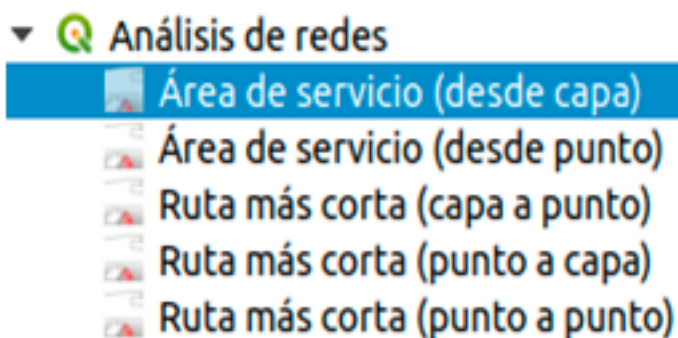 Análisis de redes
Área de servicio (desde capa)
Área de servicio (desde punto)
Ruta más corta (capa a punto)
Ruta más corta (punto a capa)
Ruta más corta (punto a punto)